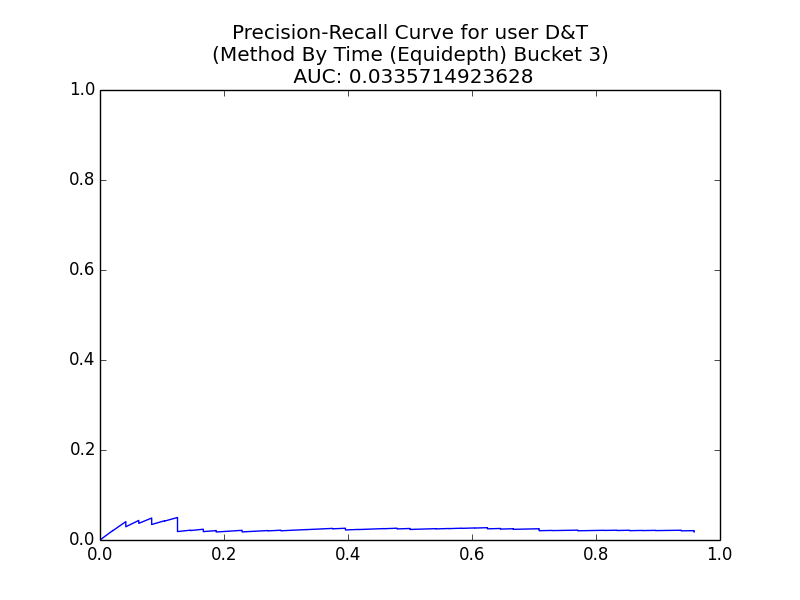 Precision-Recall Curve for user D&T
(Method By Time (Equidepth) Bucket 3)
AUC: 0.0335714923628
1.0
0.8
0.6
0.4
0.2
0.0
0.0 0.2 0.4 0.6 0.8 1.0